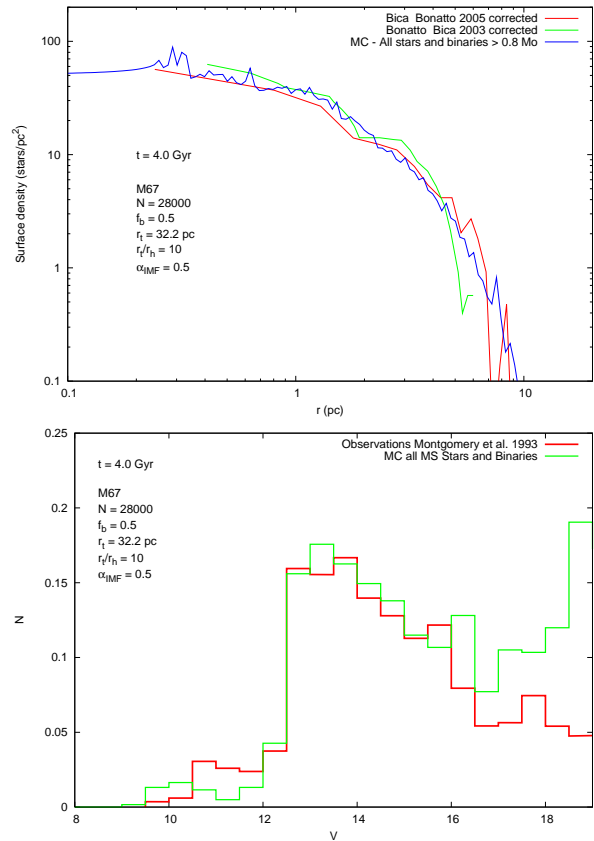 Bica Bonatto 2005 corrected
Bonatto Bica 2003 corrected
MC - All stars and binaries > 0.8 Mo
Surface density (stars/pc²)
100
10
1
0.1
t = 4.0 Gyr
M67
N = 28000
f_b = 0.5
r_t = 32.2 pc
r_t/r_h = 10
α_IMF = 0.5
0.1
1
10
r (pc)
Observations Montgomery et al. 1993
MC all MS Stars and Binaries
N
0.25
0.2
0.15
0.1
0.05
0
t = 4.0 Gyr
M67
N = 28000
f_b = 0.5
r_t = 32.2 pc
r_t/r_h = 10
α_IMF = 0.5
8
10
12
14
16
18
V